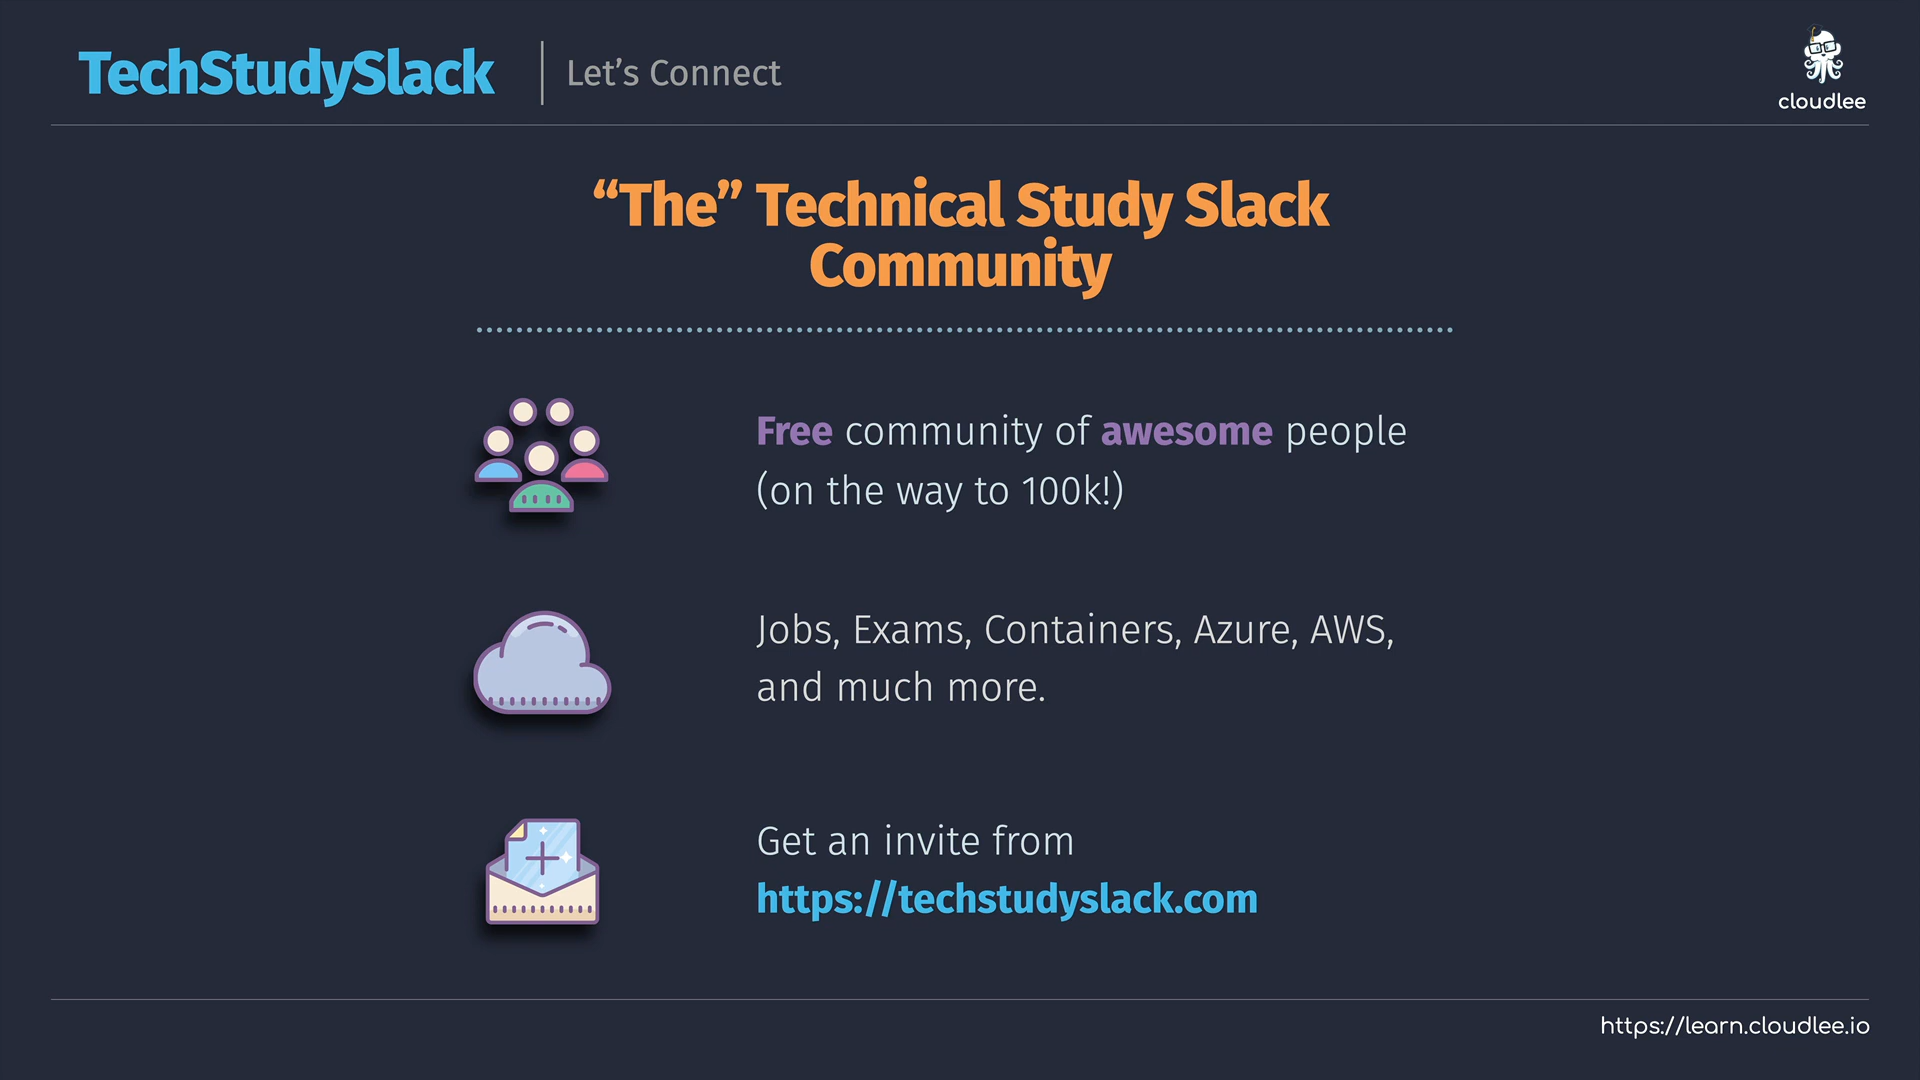 TechStudySlack
Let’s Connect
cloudlee
“The” Technical Study Slack
Community
Free community of awesome people
(on the way to 100k!)
Jobs, Exams, Containers, Azure, AWS,
and much more.
Get an invite from
https://techstudyslack.com
https://learn.cloudlee.io